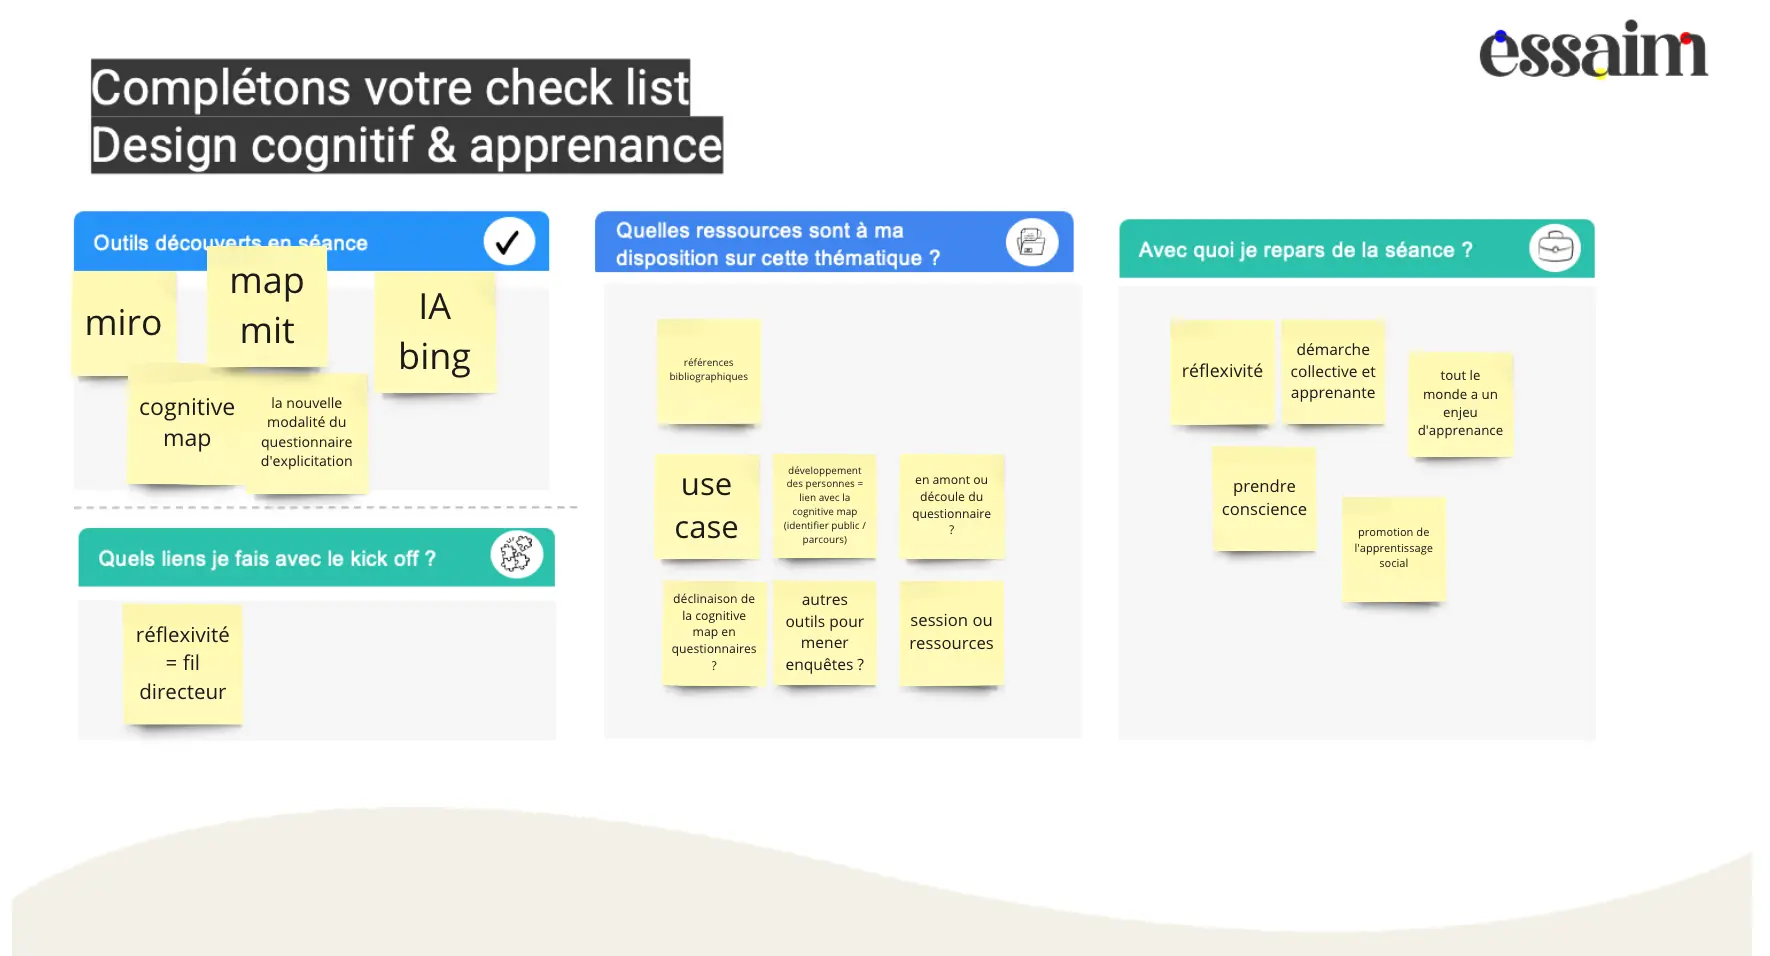 essaim
Complétons votre check list
Design cognitif & apprenance
Outils découverts en séance
miro
map
mit
IA
bing
cognitive
map
la nouvelle
modalité du
questionnaire
d'explicitation
Quels liens je fais avec le kick off ?
réflexivité
= fil
directeur
Quelles ressources sont à ma
disposition sur cette thématique ?
références
bibliographiques
use
case
développement
des personnes =
lien avec la
cognitive map
(identifier public /
parcours)
en amont ou
découle du
questionnaire
?
déclinaison de
la cognitive
map en
questionnaires
?
autres
outils pour
mener
enquêtes ?
session ou
ressources
Avec quoi je repars de la séance ?
réflexivité
démarche
collective et
apprenante
tout le
monde a un
enjeu
d'apprenance
prendre
conscience
promotion de
l'apprentissage
social